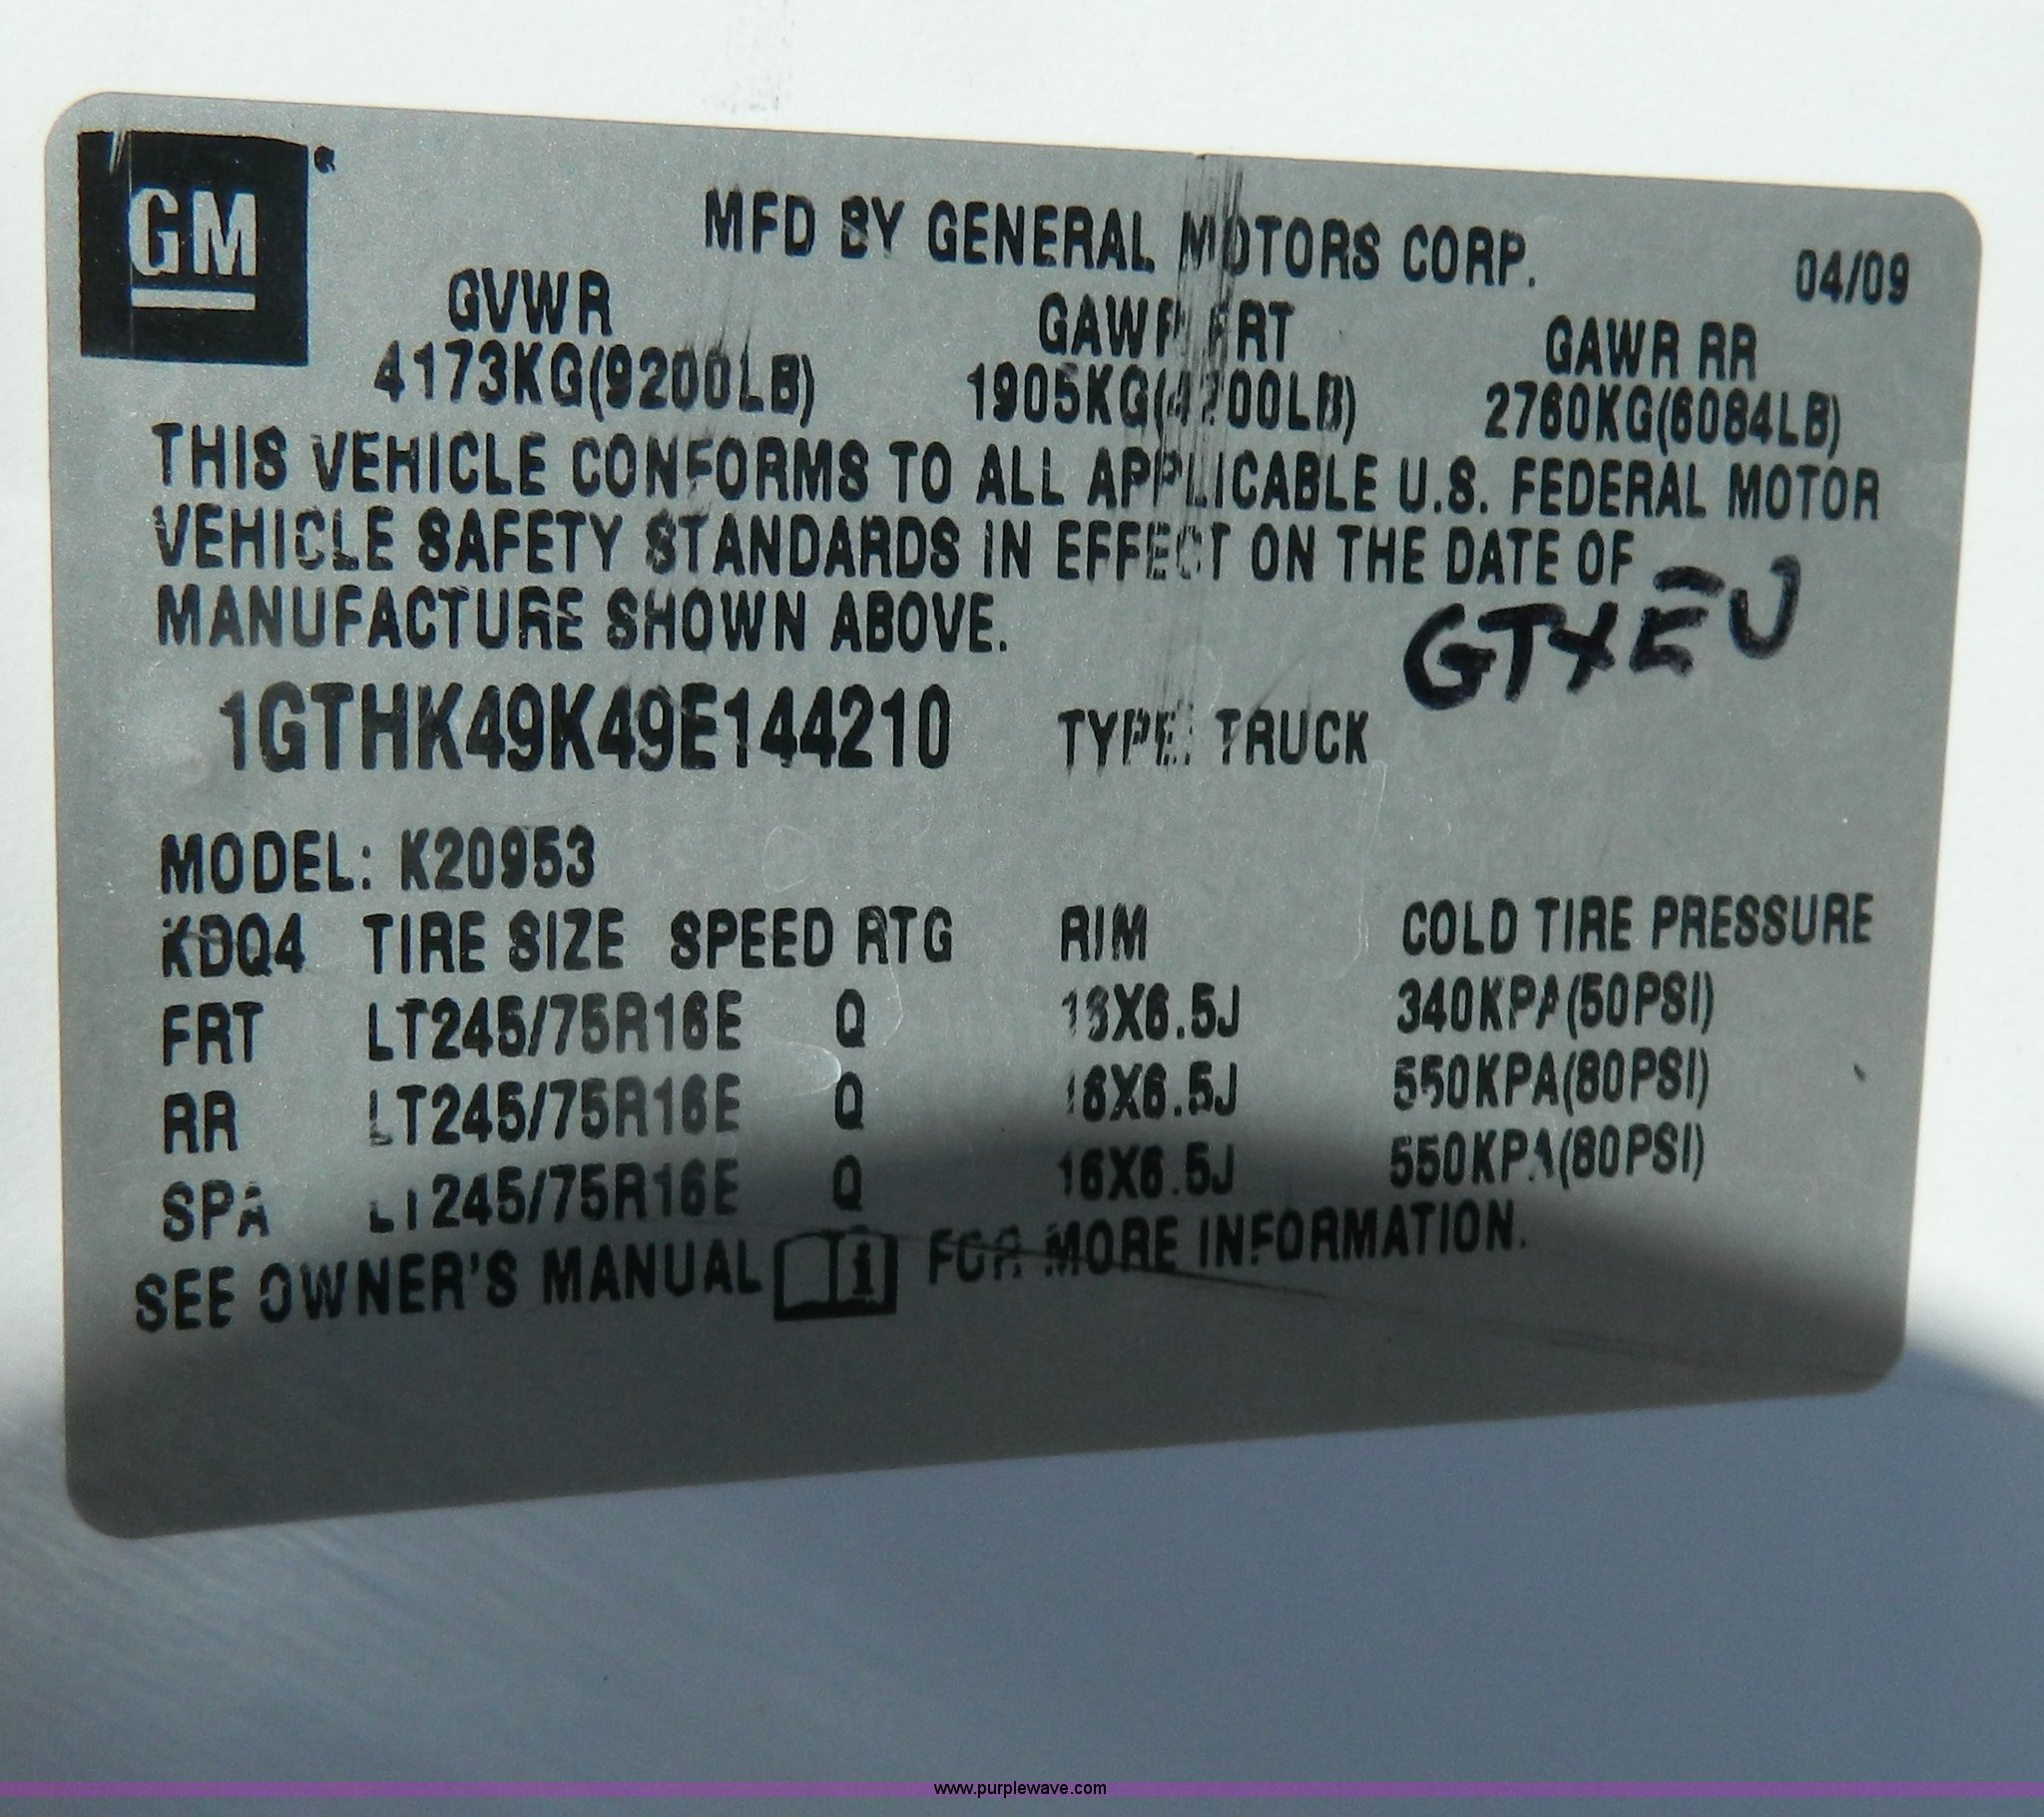 GM
MFD BY GENERAL MOTORS CORP.
04/09
GVWR GAWR FRT GAWR RR
4173KG(9200LB) 1905KG(4200LB) 2760KG(6084LB)
THIS VEHICLE CONFORMS TO ALL APPLICABLE U.S. FEDERAL MOTOR
VEHICLE SAFETY STANDARDS IN EFFECT ON THE DATE OF
MANUFACTURE SHOWN ABOVE.
GTXEU
1GTHK49K49E144210 TYPE: TRUCK
MODEL: K20953
KDQ4 TIRE SIZE SPEED RTG RIM COLD TIRE PRESSURE
FRT LT245/75R16E Q 16X6.5J 340KPA(50PSI)
RR LT245/75R16E Q 16X6.5J 550KPA(80PSI)
SPA LT245/75R16E Q 16X6.5J 550KPA(80PSI)
SEE OWNER'S MANUAL i FOR MORE INFORMATION.
www.purplewave.com